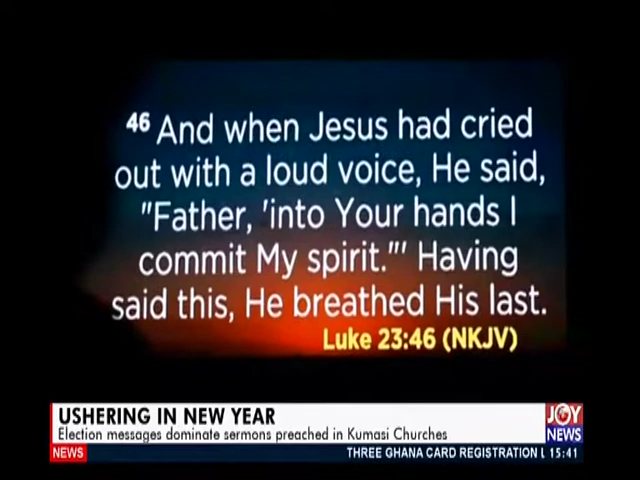 46 And when Jesus had cried
out with a loud voice, He said,
"Father, 'into Your hands I
commit My spirit."' Having
said this, He breathed His last.
Luke 23:46 (NKJV)
USHERING IN NEW YEAR
Election messages dominate sermons preached in Kumasi Churches
JOY
NEWS
NEWS
THREE GHANA CARD REGISTRATION
15:41